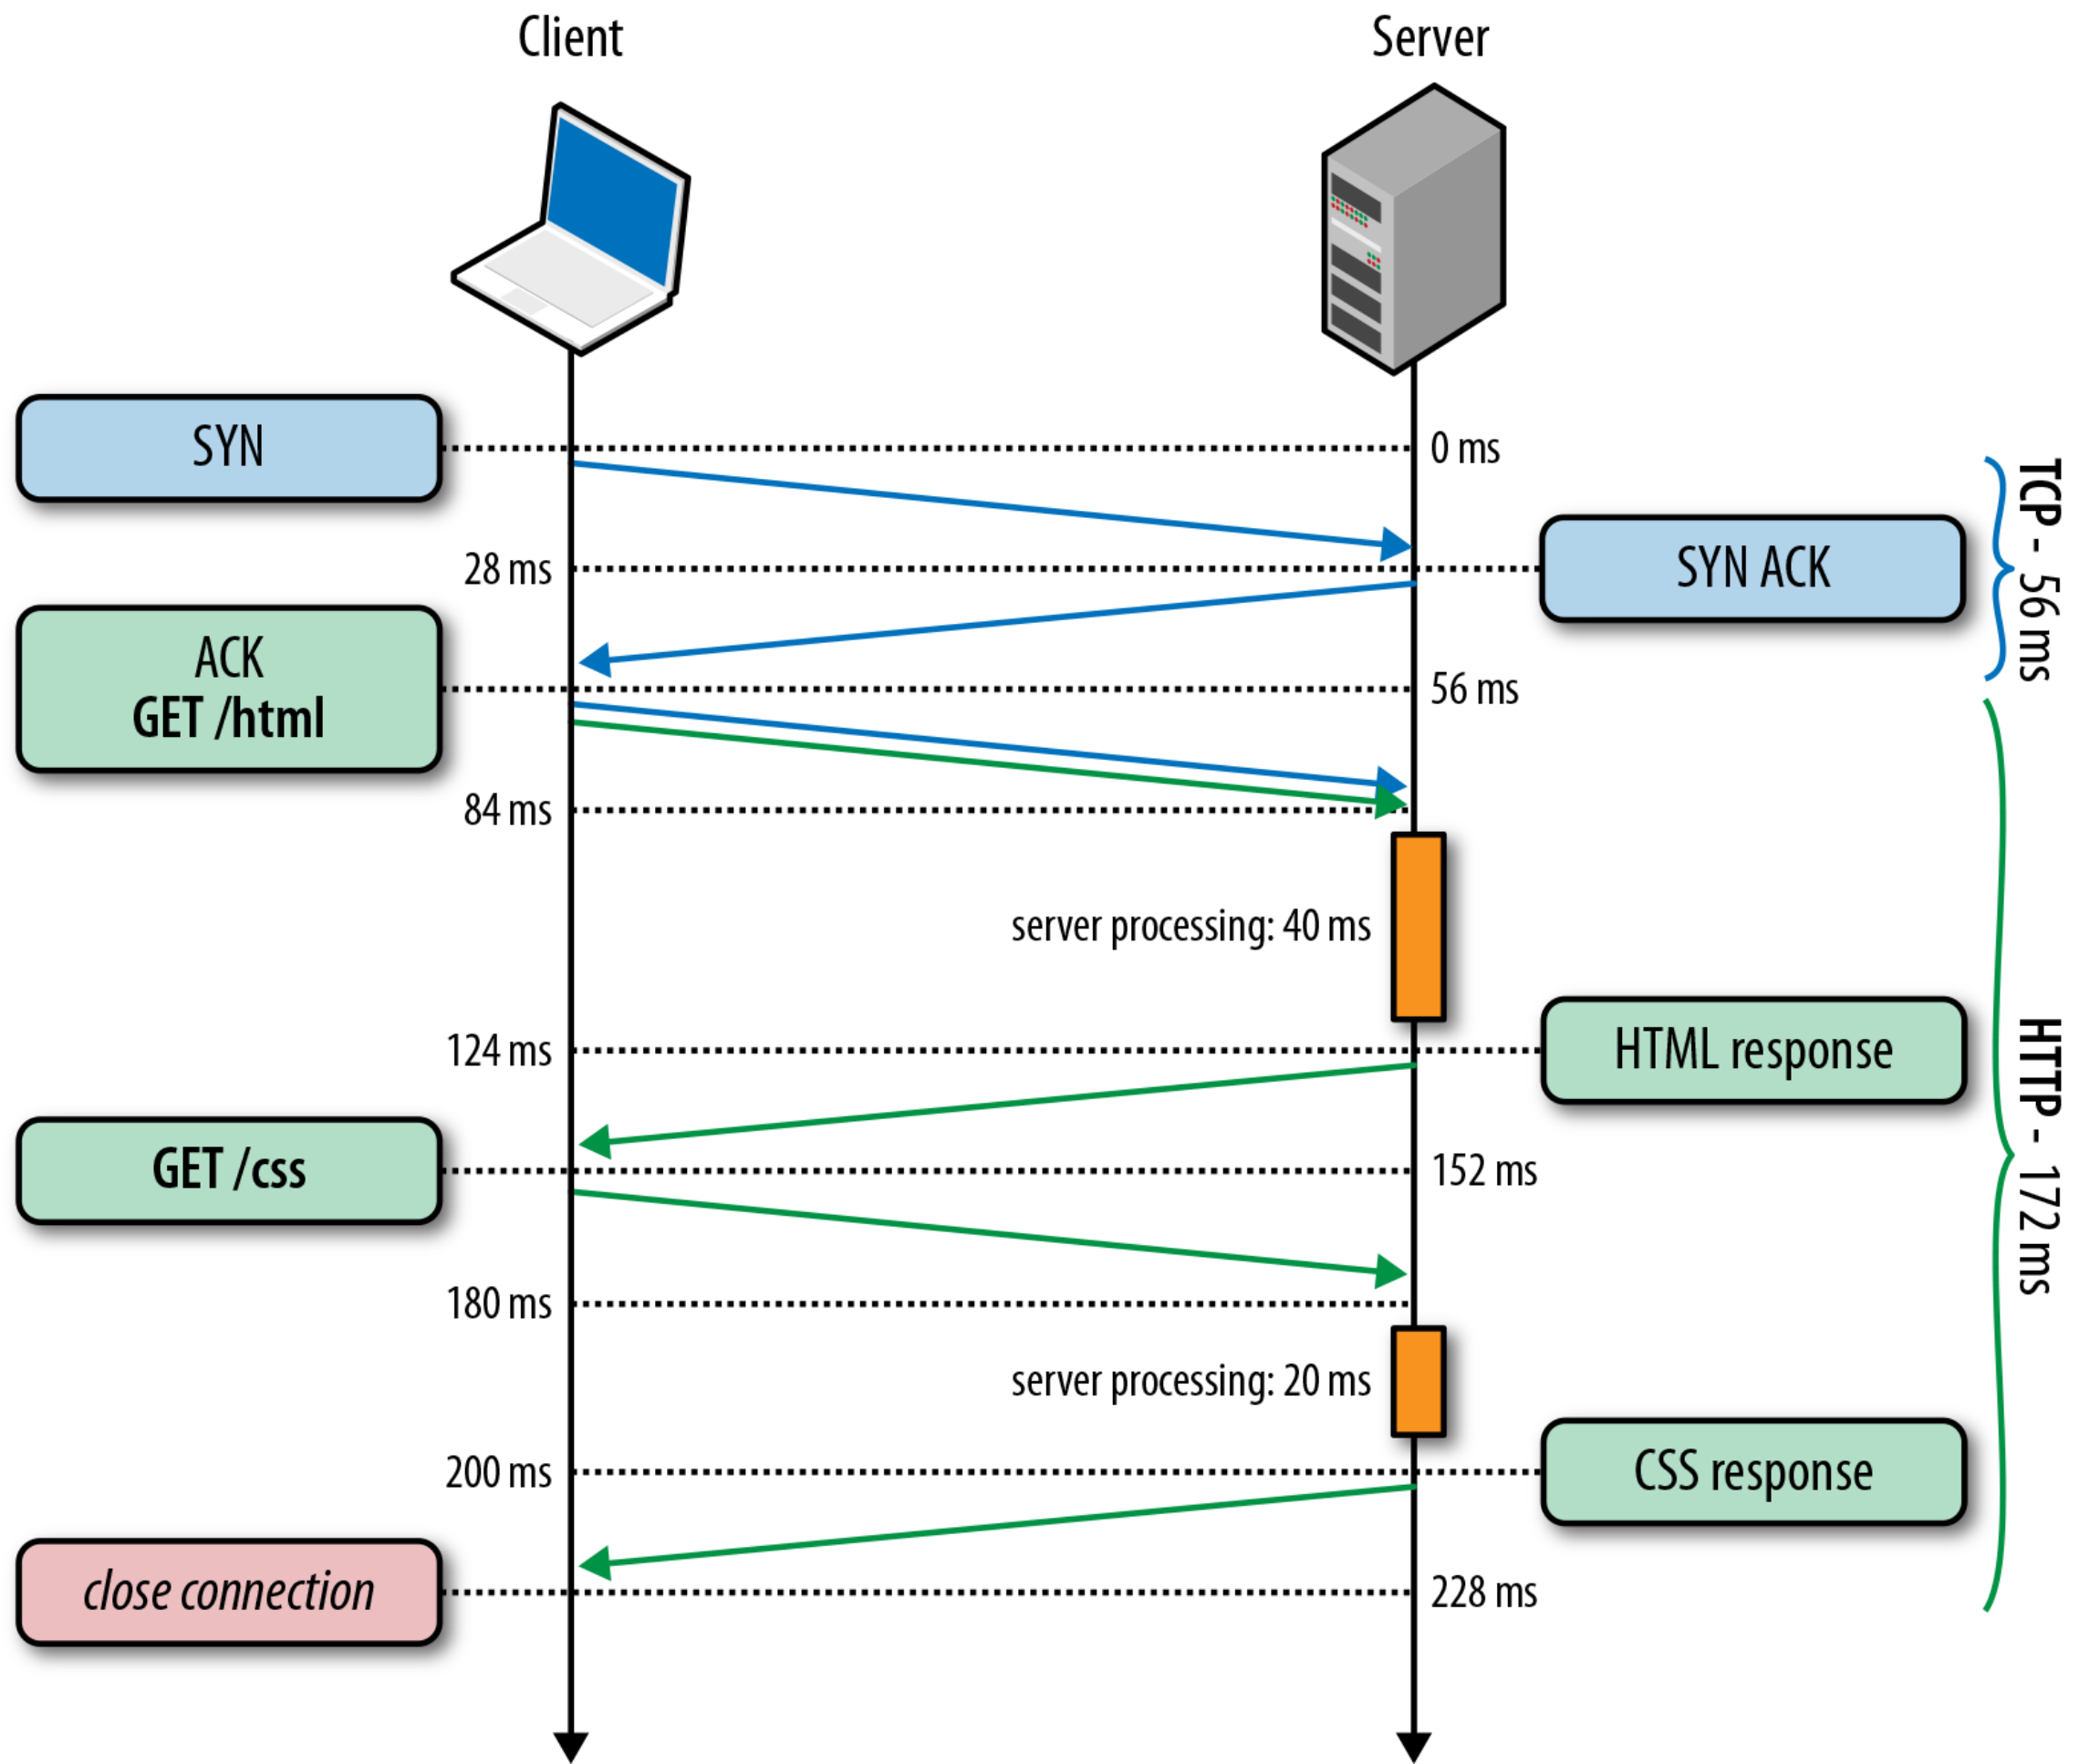 Client
Server
SYN
0 ms
TCP - 56 ms
28 ms
SYN ACK
ACK
GET /html
56 ms
84 ms
server processing: 40 ms
124 ms
HTML response
HTTP - 172 ms
GET /css
152 ms
180 ms
server processing: 20 ms
200 ms
CSS response
close connection
228 ms